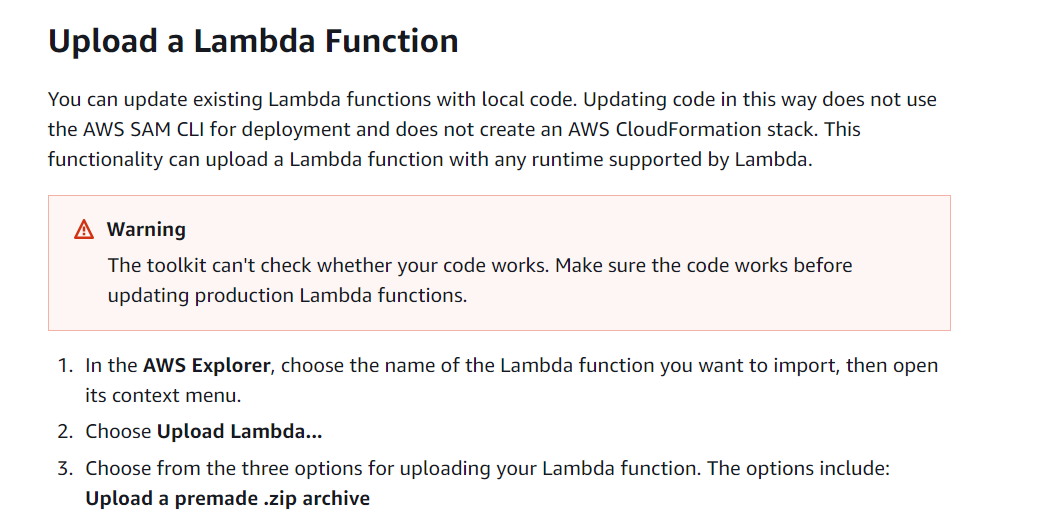 Upload a Lambda Function
You can update existing Lambda functions with local code. Updating code in this way does not use
the AWS SAM CLI for deployment and does not create an AWS CloudFormation stack. This
functionality can upload a Lambda function with any runtime supported by Lambda.
Warning
The toolkit can't check whether your code works. Make sure the code works before
updating production Lambda functions.
1. In the AWS Explorer, choose the name of the Lambda function you want to import, then open
its context menu.
2. Choose Upload Lambda...
3. Choose from the three options for uploading your Lambda function. The options include:
Upload a premade .zip archive